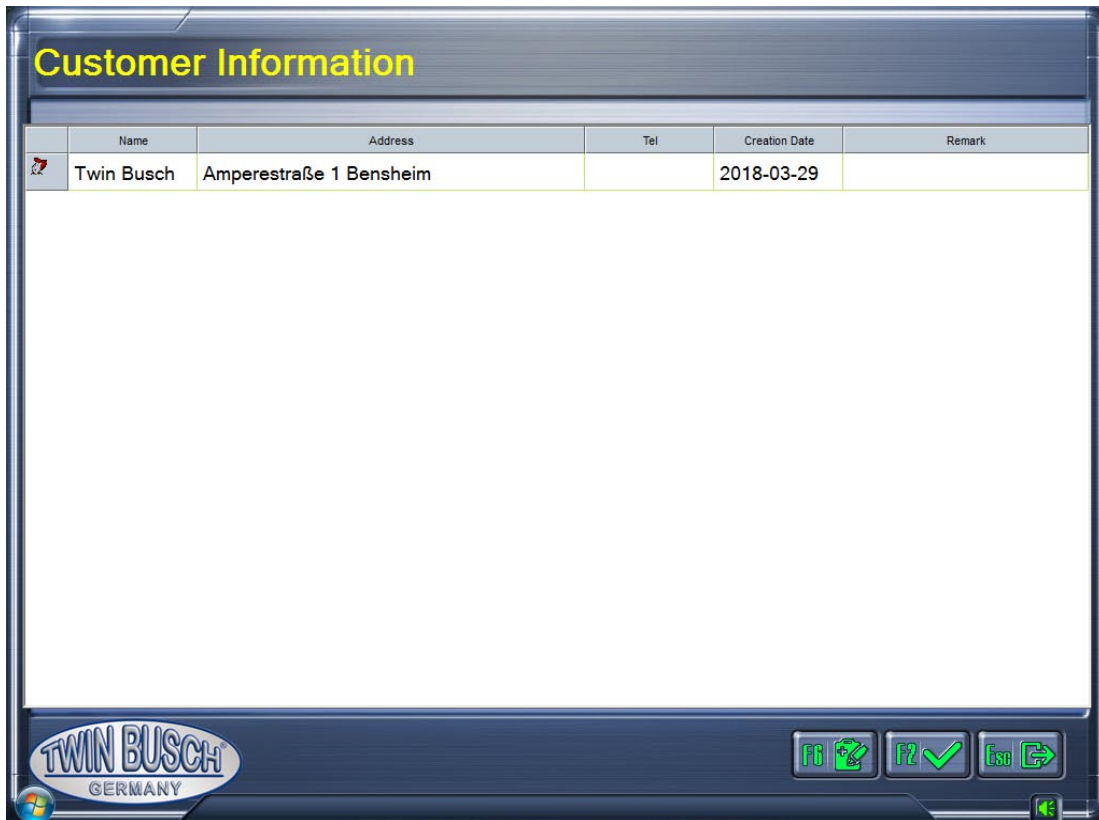 Customer Information
Name Address Tel Creation Date Remark
Twin Busch Amperestraße 1 Bensheim 2018-03-29
TWIN BUSCH®
GERMANY
F6 F2 Esc